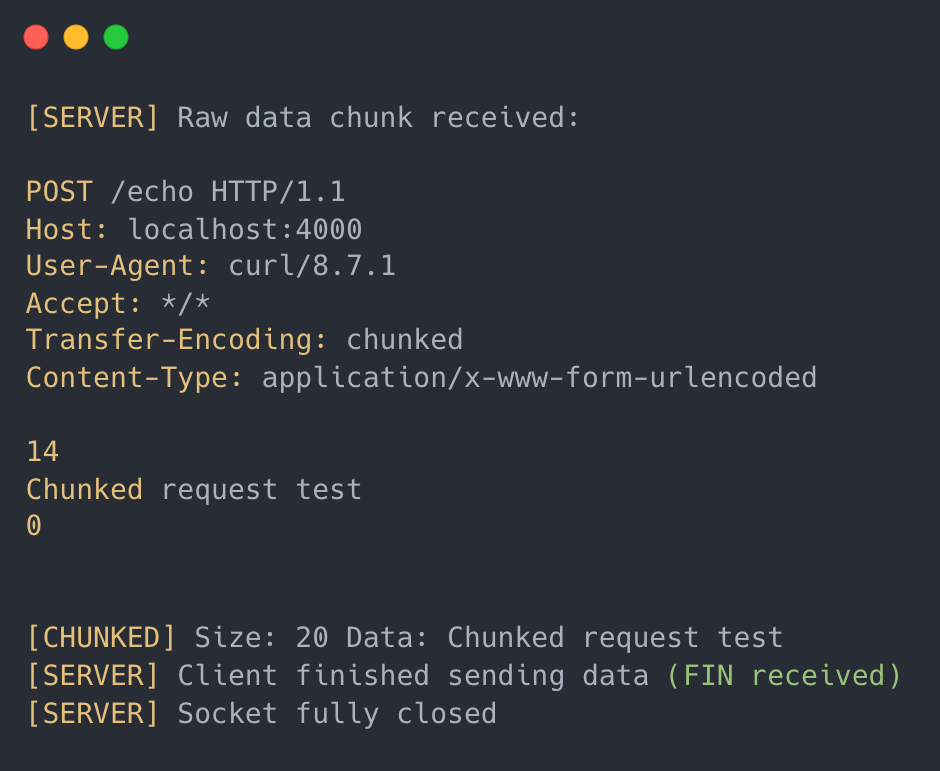 [SERVER] Raw data chunk received:
POST /echo HTTP/1.1
Host: localhost:4000
User-Agent: curl/8.7.1
Accept: */*
Transfer-Encoding: chunked
Content-Type: application/x-www-form-urlencoded
14
Chunked request test
0
[CHUNKED] Size: 20 Data: Chunked request test
[SERVER] Client finished sending data (FIN received)
[SERVER] Socket fully closed